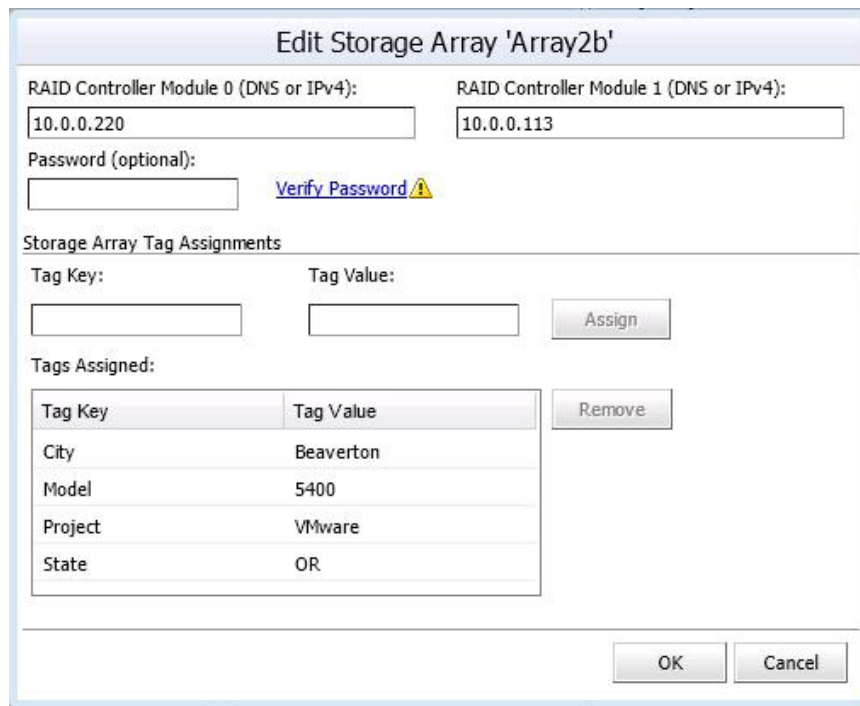 Edit Storage Array 'Array2b'
RAID Controller Module 0 (DNS or IPv4): RAID Controller Module 1 (DNS or IPv4):
10.0.0.220 10.0.0.113
Password (optional):
Verify Password
Storage Array Tag Assignments
Tag Key: Tag Value:
Assign
Tags Assigned:
Tag Key Tag Value Remove
City Beaverton
Model 5400
Project VMware
State OR
OK Cancel